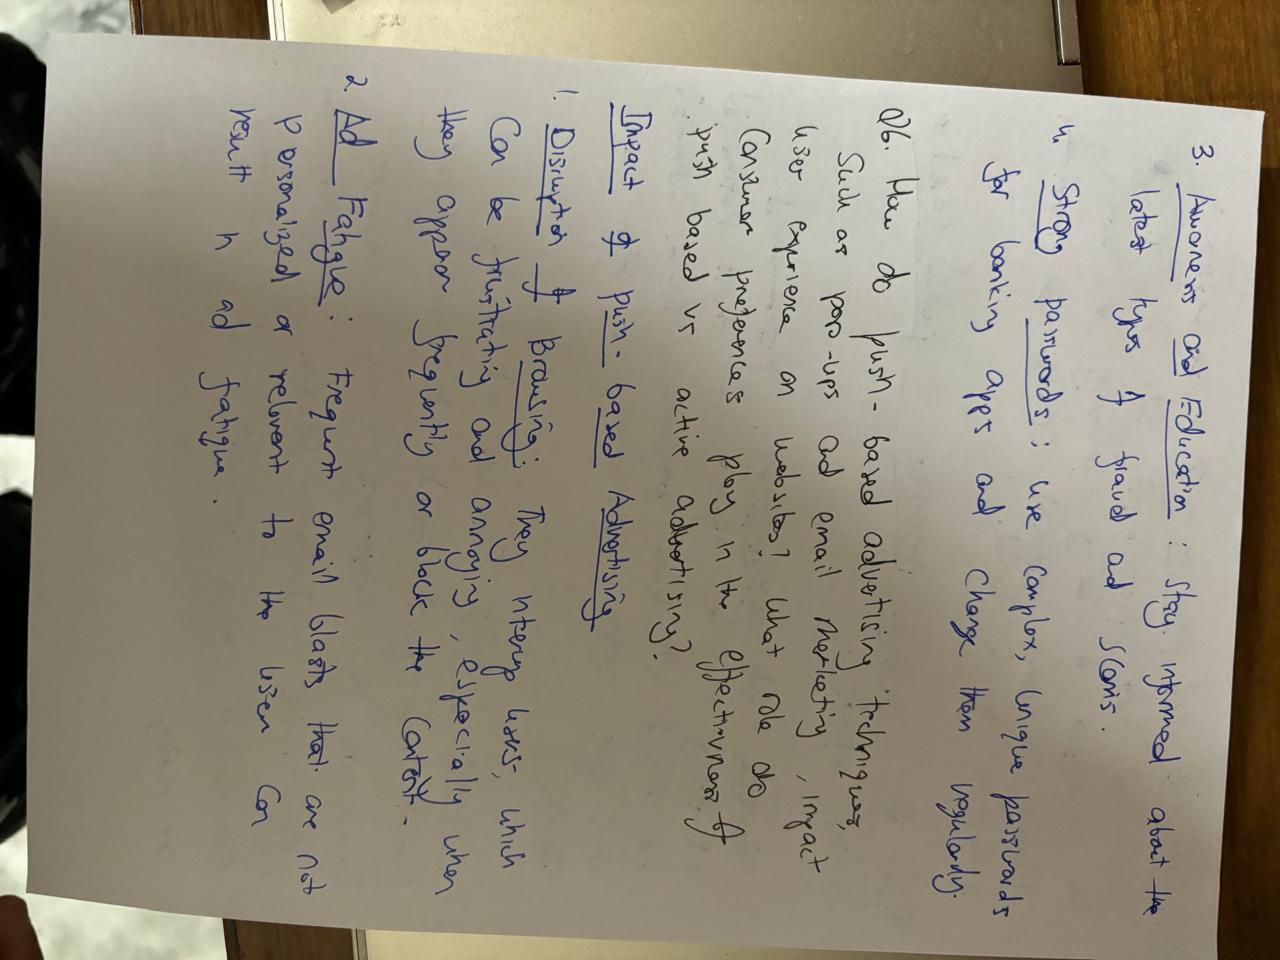 3. Awareness and Education : Stay informed about the
latest types of fraud and scams.
4. Strong passwords : use complex, unique passwords
for banking apps and change them regularly.
Q6. How do push-based advertising techniques,
Such as pop-ups and email marketing, impact
user experience on websites? What role do
Consumer preferences play in the effectivness of
push based vs active advertising?
Impact of push-based Advertising
1. Disruption of Browsing: They interup users, which
Can be frustrating and annoying, especially when
they appear frequently or block the content.
2. Ad Fatigue : Frequent email blasts that are not
personalized or relevent to the user can
result in ad fatigue.